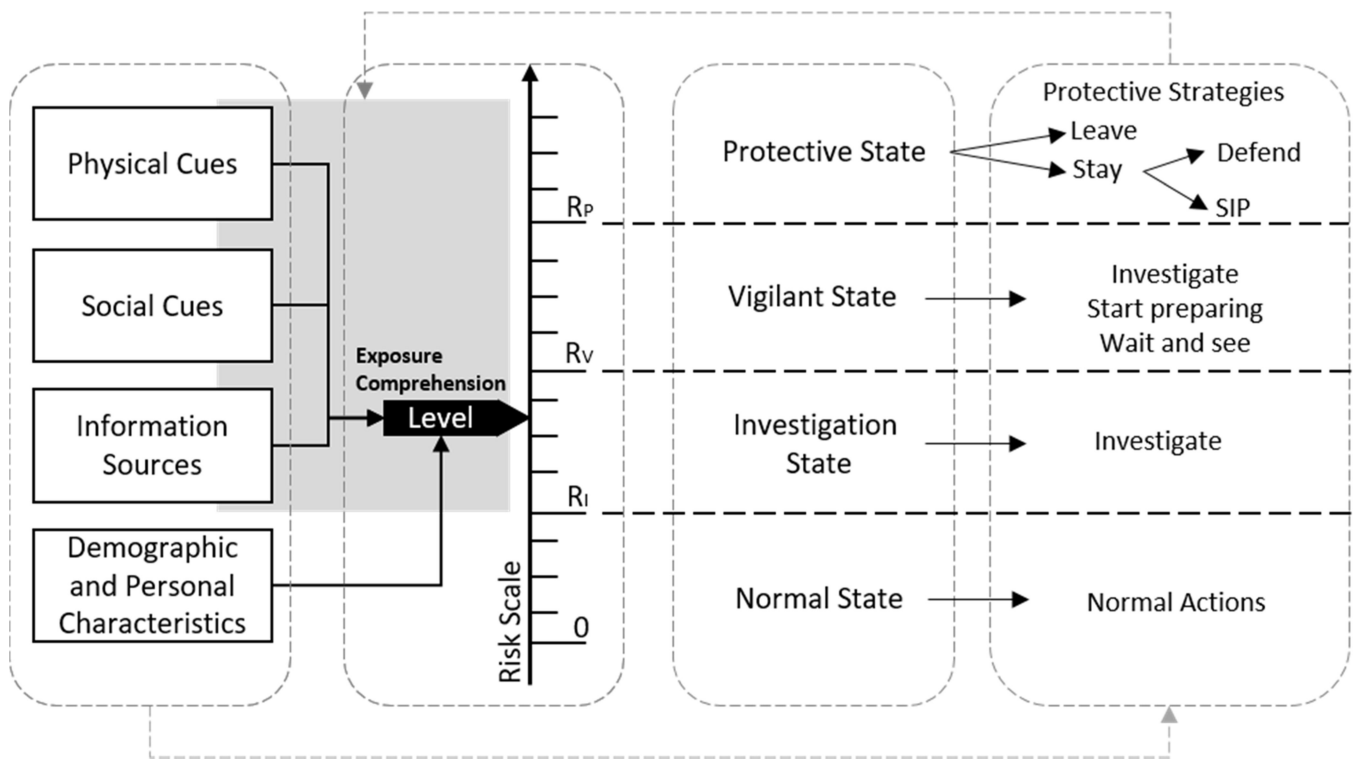 Physical Cues
Social Cues
Information
Sources
Demographic
and Personal
Characteristics
Exposure
Comprehension
Level
Risk Scale
RP
RV
RI
0
Protective State
Vigilant State
Investigation
State
Normal State
Protective Strategies
Leave
Stay
Defend
SIP
Investigate
Start preparing
Wait and see
Investigate
Normal Actions